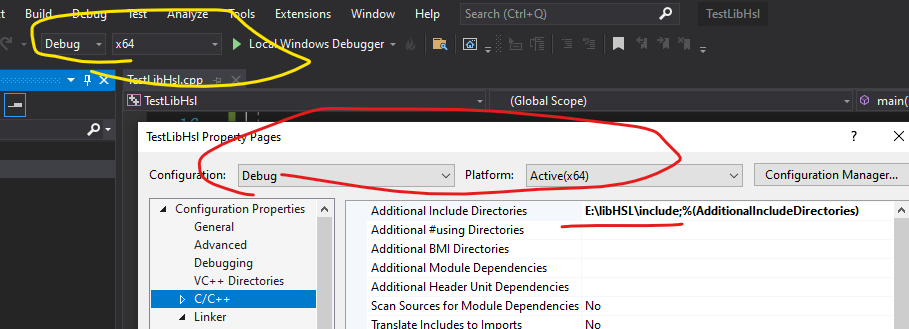 ct Build Debug Test Analyze Tools Extensions Window Help Search (Ctrl+Q) TestLibHsl
Debug x64 Local Windows Debugger
TestLibHsl.cpp
TestLibHsl (Global Scope) main(
TestLibHsl Property Pages ?
Configuration: Debug Platform: Active(x64) Configuration Manager...
Configuration Properties Additional Include Directories E:\libHSL\include;%(AdditionalIncludeDirectories)
General Additional #using Directories
Advanced Additional BMI Directories
Debugging Additional Module Dependencies
VC++ Directories Additional Header Unit Dependencies
C/C++ Scan Sources for Module Dependencies No
Linker Translate Includes to Imports No